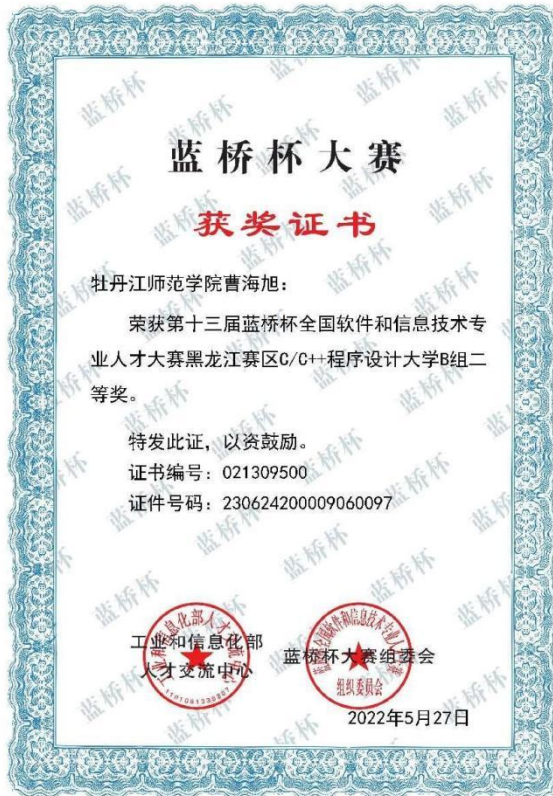 蓝桥杯大赛
获奖证书
牡丹江师范学院曹海旭：
荣获第十三届蓝桥杯全国软件和信息技术专
业人才大赛黑龙江赛区C/C++程序设计大学B组二
等奖。
特发此证，以资鼓励。
证书编号：021309500
证件号码：230624200009060097
工业和信息化部
人才交流中心
蓝桥杯大赛组委会
组织委员会
2022年5月27日